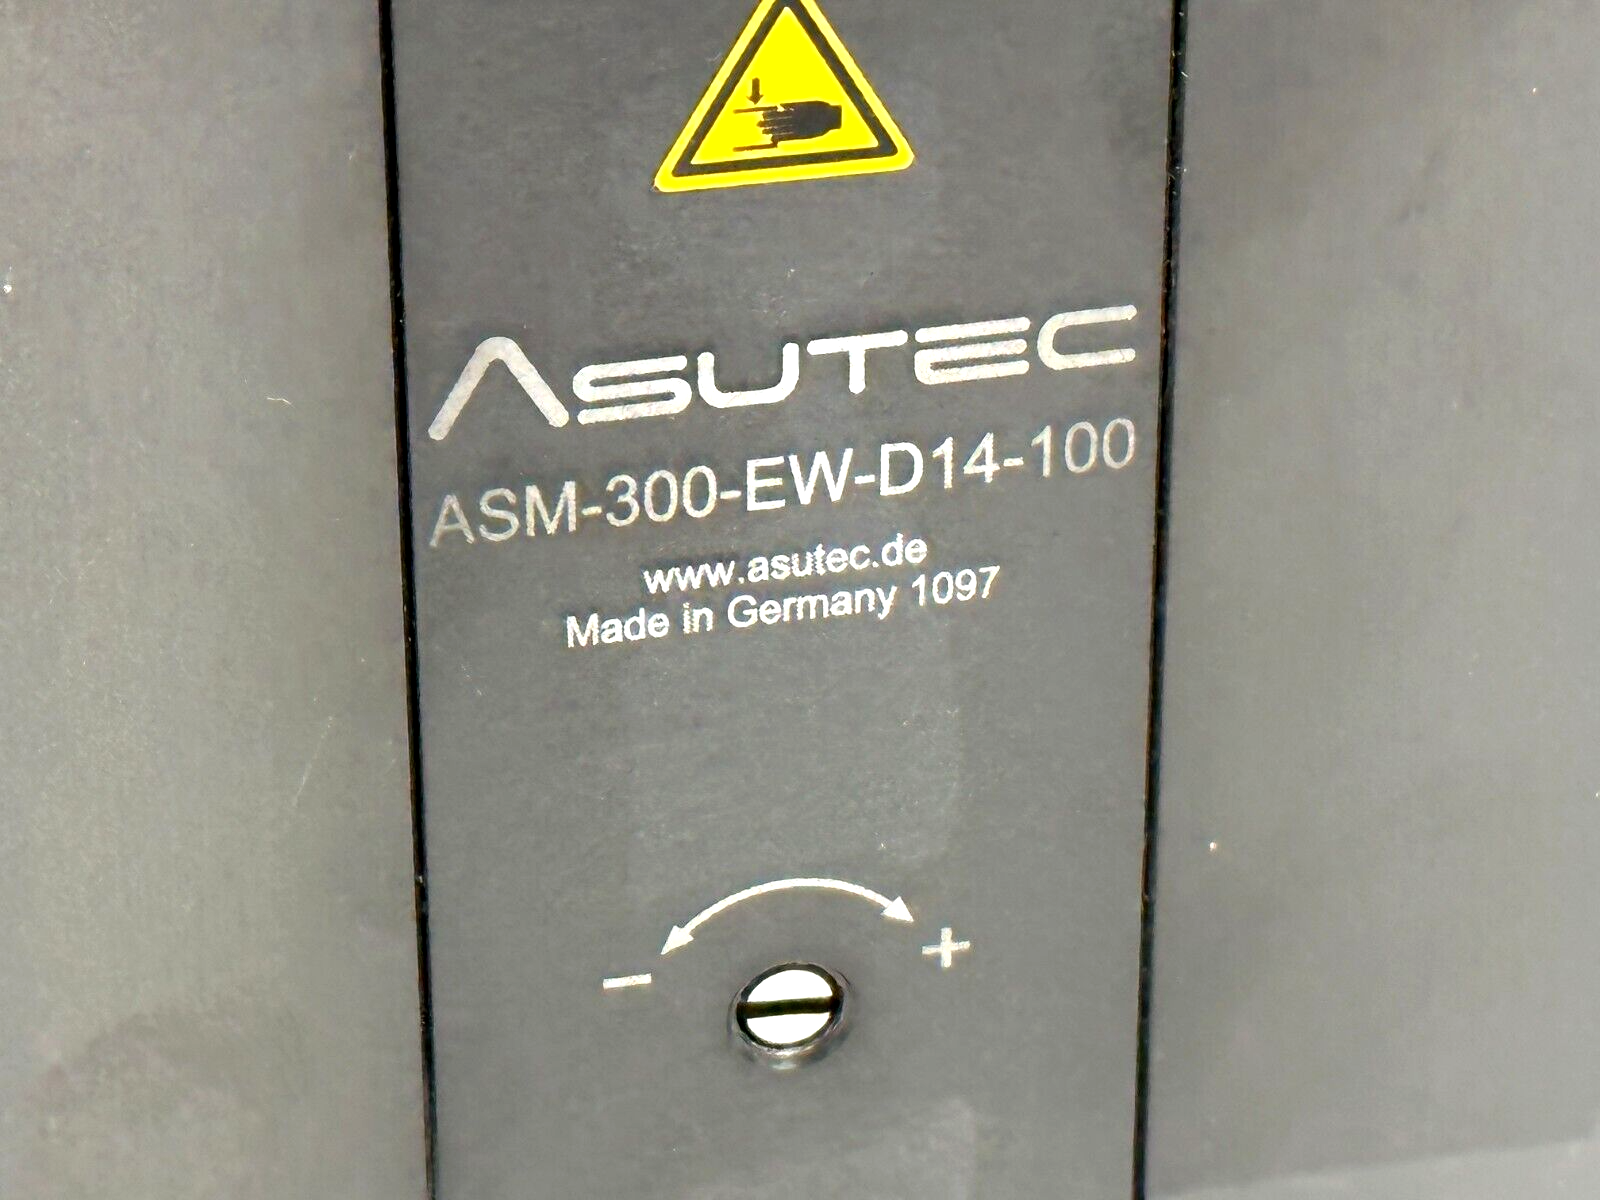 ASUTEC
ASM-300-EW-D14-100
www.asutec.de
Made in Germany 1097
− +